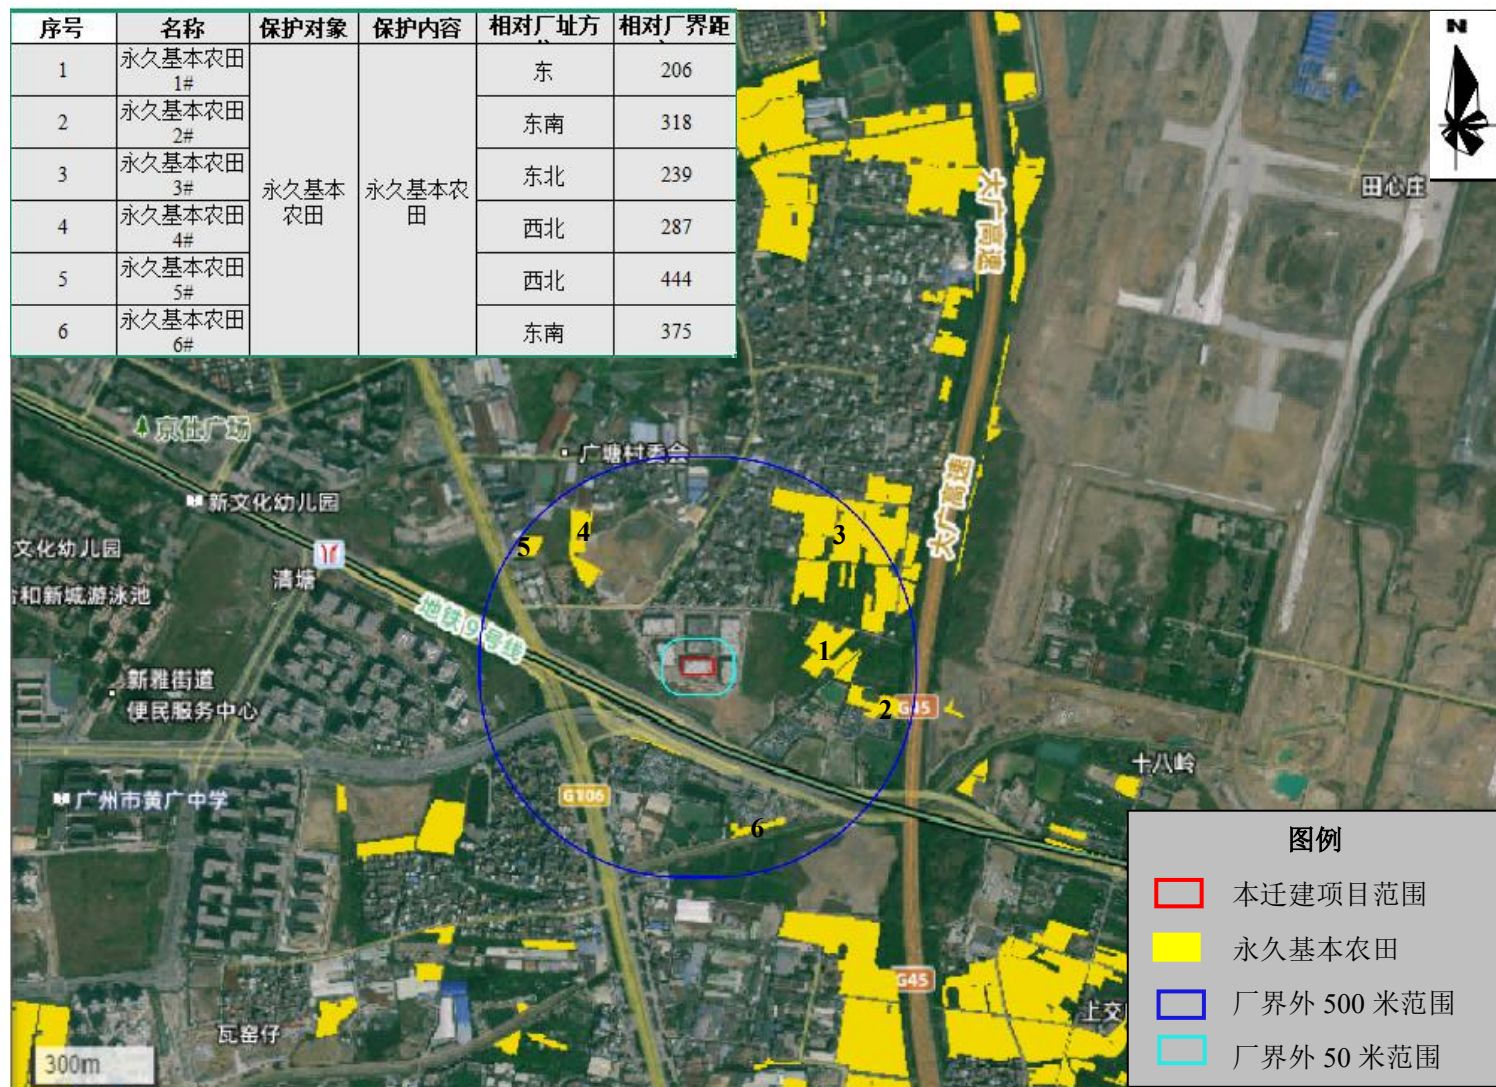 序号 名称 保护对象 保护内容 相对厂址方 相对厂界距
1 永久基本农田 1# 东 206
2 永久基本农田 2# 东南 318
3 永久基本农田 3# 东北 239
永久基本农田 永久基本农田
4 永久基本农田 4# 西北 287
5 永久基本农田 5# 西北 444
6 永久基本农田 6# 东南 375
N
田心庄
大广高速
京仕广场
广塘村委会
新文化幼儿园
大广高速
文化幼儿园
清塘
和新城游泳池
地铁9号线
新雅街道
便民服务中心
3
4
5
1
2
G45
十八岭
广州市黄广中学
G106
6
图例
本迁建项目范围
永久基本农田
厂界外 500 米范围
厂界外 50 米范围
G45
上交
瓦窑仔
300m